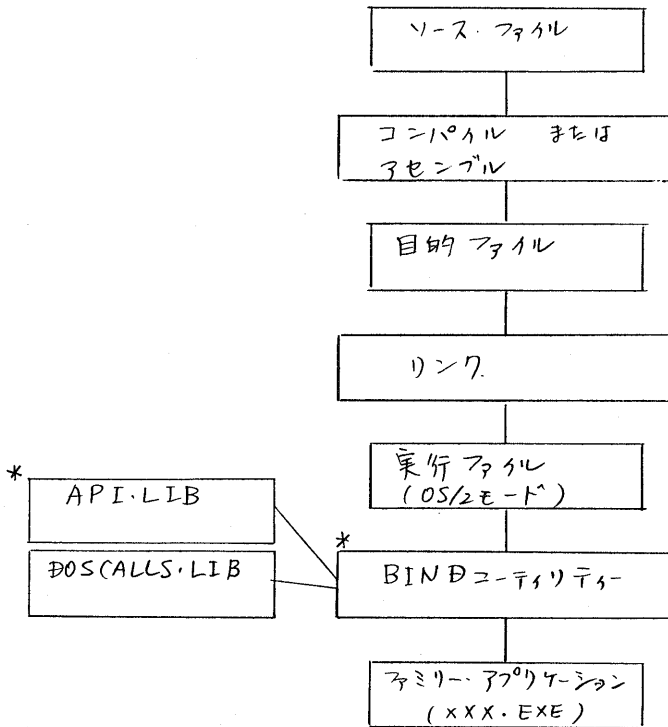 ソース・ファイル
コンパイル または
アセンブル
目的ファイル
リンク
実行ファイル
(OS/2モード)
*
API.LIB
DOSCALLS.LIB
*
BINDユーティリティー
ファミリー・アプリケーション
(XXX.EXE)